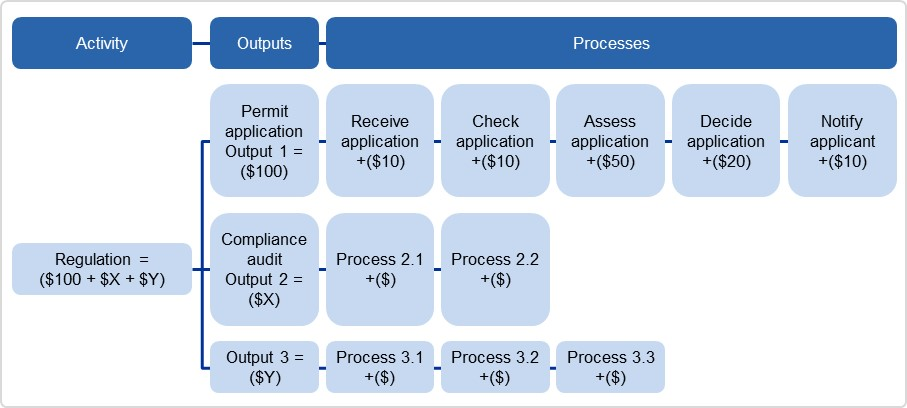 Activity
Outputs
Processes
Permit
application
Output 1 =
($100)
Receive
application
+($10)
Check
application
+($10)
Assess
application
+($50)
Decide
application
+($20)
Notify
applicant
+($10)
Regulation =
($100 + $X + $Y)
Compliance
audit
Output 2 =
($X)
Process 2.1
+($)
Process 2.2
+($)
Output 3 =
($Y)
Process 3.1
+($)
Process 3.2
+($)
Process 3.3
+($)